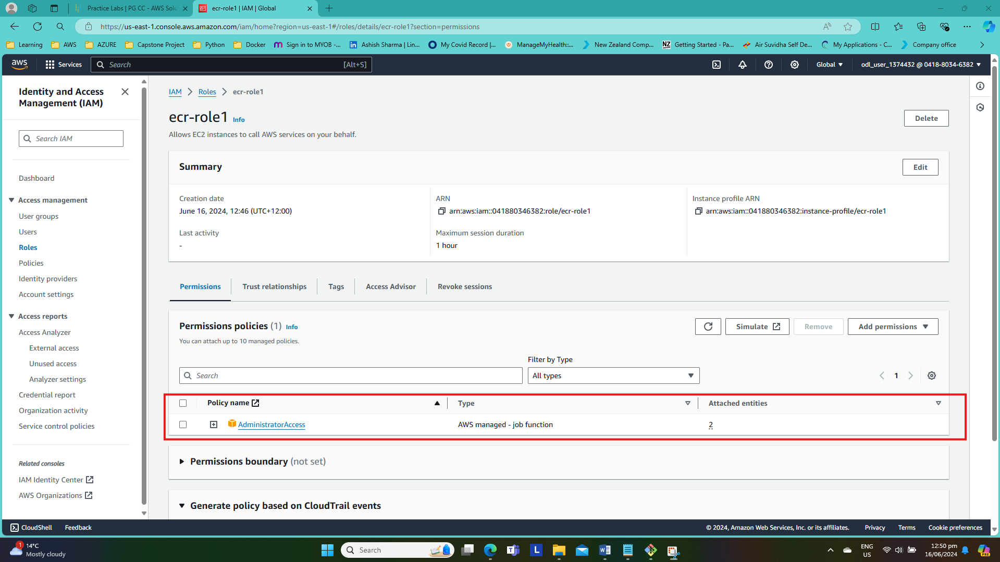 Practice Labs | PG CC - AWS Solu
ecr-role1 | IAM | Global
https://us-east-1.console.aws.amazon.com/iam/home?region=us-east-1#/roles/details/ecr-role1?section=permissions
Learning
AWS
AZURE
Capstone Project
Python
Docker
Sign in to MYOB -...
Ashish Sharma | Lin...
My Covid Record |...
ManageMyHealth:...
New Zealand Comp...
Getting Started - Pa...
Air Suvidha Self De...
My Applications - C...
Company office
aws
Services
Search
[Alt+S]
Global
odl_user_1374432 @ 0418-8034-6382
Identity and Access
Management (IAM)
Search IAM
Dashboard
Access management
User groups
Users
Roles
Policies
Identity providers
Account settings
Access reports
Access Analyzer
External access
Unused access
Analyzer settings
Credential report
Organization activity
Service control policies
Related consoles
IAM Identity Center
AWS Organizations
IAM
Roles
ecr-role1
ecr-role1 Info
Delete
Allows EC2 instances to call AWS services on your behalf.
Summary
Edit
Creation date
June 16, 2024, 12:46 (UTC+12:00)
ARN
arn:aws:iam::041880346382:role/ecr-role1
Instance profile ARN
arn:aws:iam::041880346382:instance-profile/ecr-role1
Last activity
-
Maximum session duration
1 hour
Permissions
Trust relationships
Tags
Access Advisor
Revoke sessions
Permissions policies (1) Info
You can attach up to 10 managed policies.
Simulate
Remove
Add permissions
Filter by Type
Search
All types
1
Policy name
Type
Attached entities
AdministratorAccess
AWS managed - job function
2
Permissions boundary (not set)
Generate policy based on CloudTrail events
CloudShell
Feedback
© 2024, Amazon Web Services, Inc. or its affiliates.
Privacy
Terms
Cookie preferences
1
14°C
Mostly cloudy
Search
L
ENG
US
12:50 pm
16/06/2024
PRE